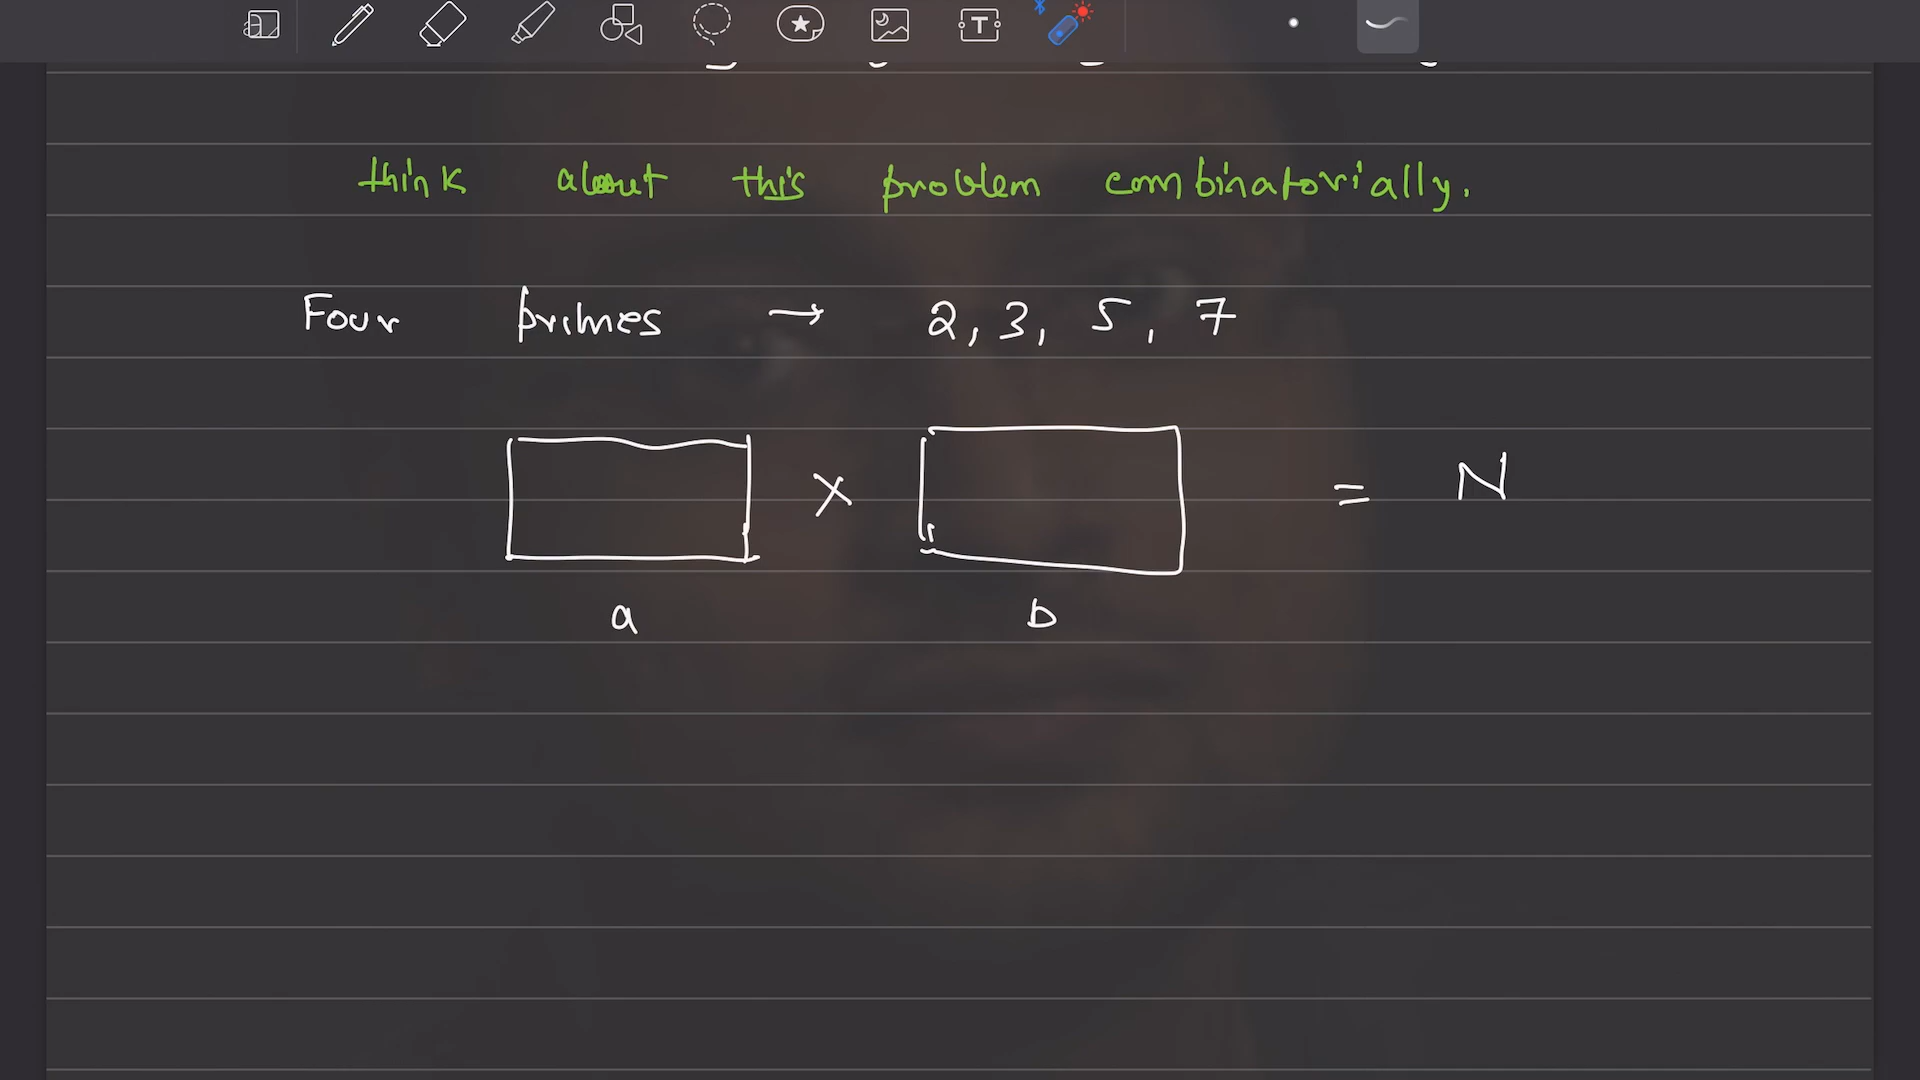 think about this problem combinatorially.
Four primes → 2, 3, 5, 7
× = N
a b